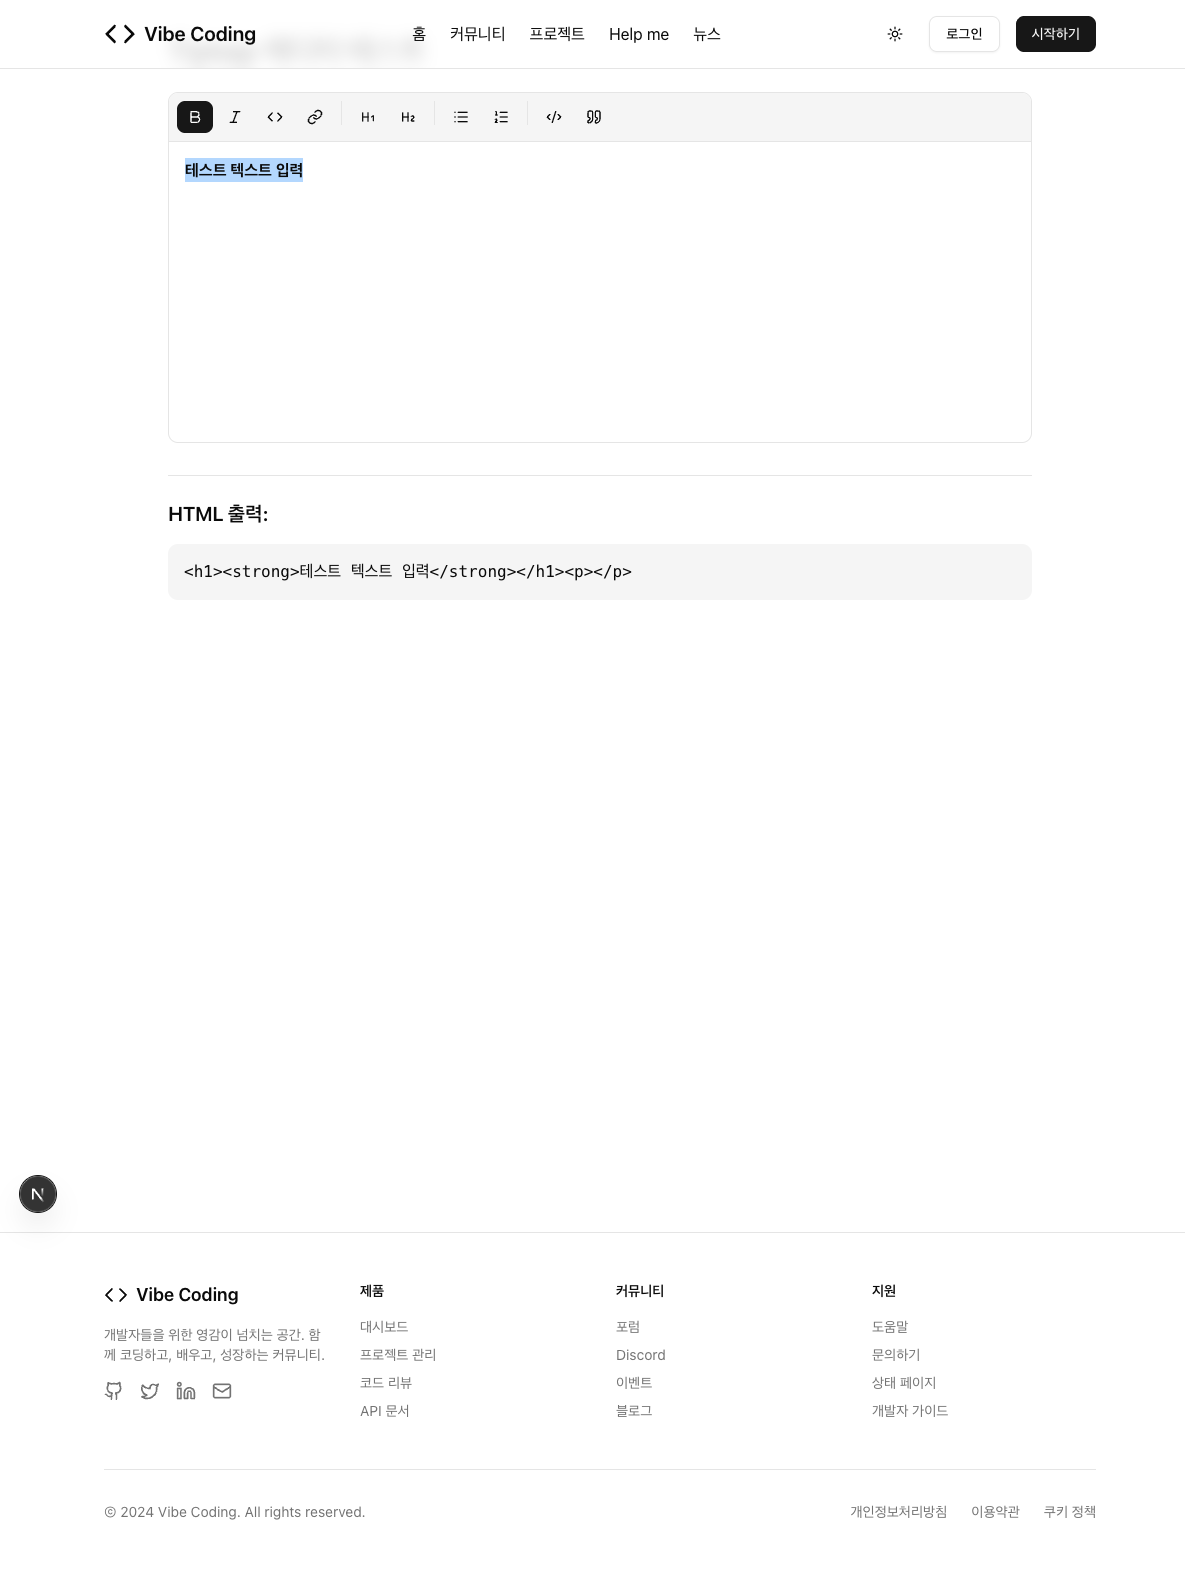 Vibe Coding
홈 커뮤니티 프로젝트 Help me 뉴스
로그인 시작하기
B I H1 H2
테스트 텍스트 입력
HTML 출력:
<h1><strong>테스트 텍스트 입력</strong></h1><p></p>
N
Vibe Coding
개발자들을 위한 영감이 넘치는 공간. 함
께 코딩하고, 배우고, 성장하는 커뮤니티.
제품
대시보드
프로젝트 관리
코드 리뷰
API 문서
커뮤니티
포럼
Discord
이벤트
블로그
지원
도움말
문의하기
상태 페이지
개발자 가이드
© 2024 Vibe Coding. All rights reserved.
개인정보처리방침 이용약관 쿠키 정책